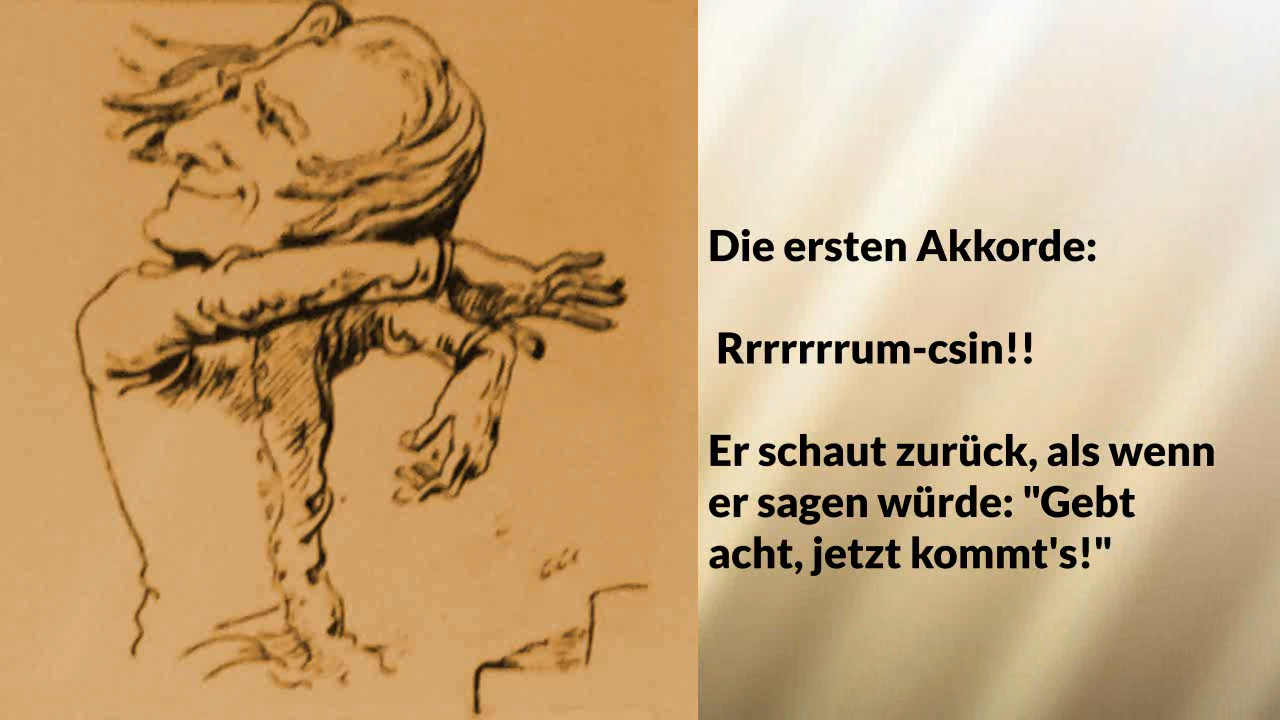 Die ersten Akkorde:
Rrrrrrrum-csin!!
Er schaut zurück, als wenn
er sagen würde: "Gebt
acht, jetzt kommt's!"